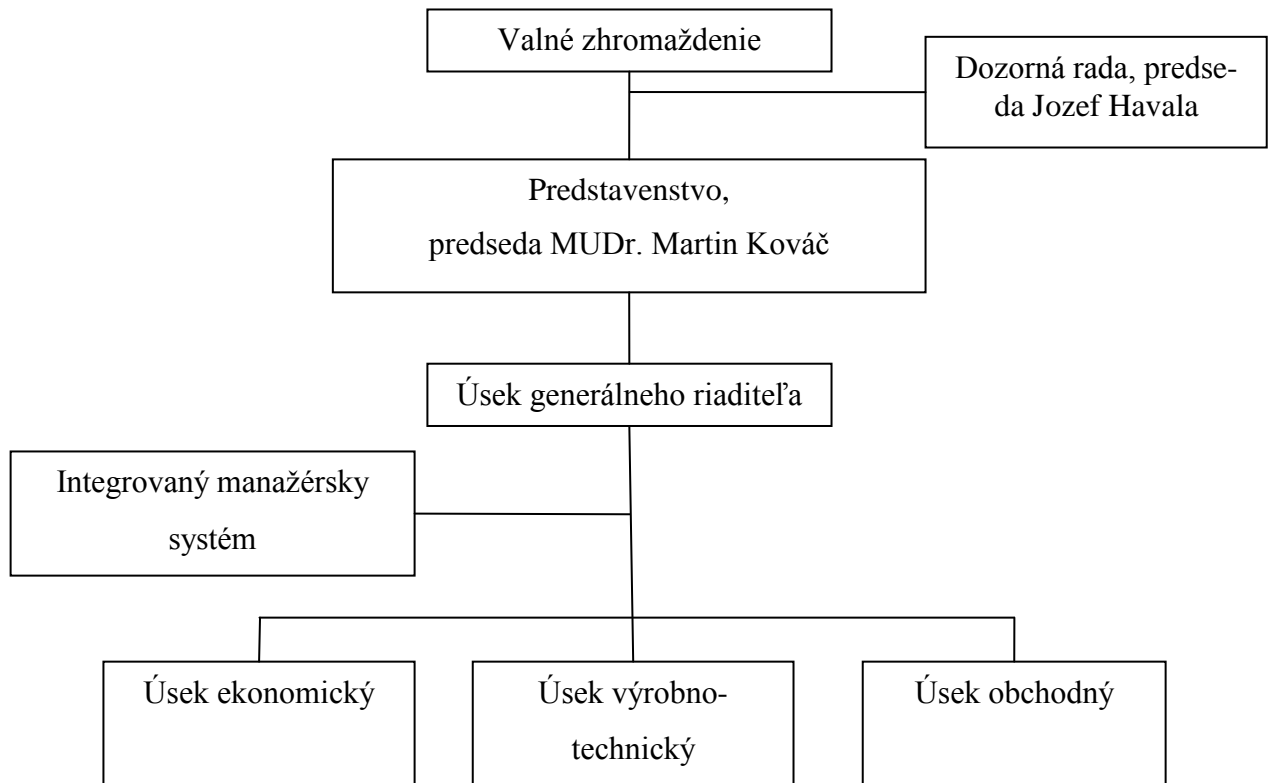 Valné zhromaždenie
Dozorná rada, predse-
da Jozef Havala
Predstavenstvo,
predseda MUDr. Martin Kováč
Úsek generálneho riaditeľa
Integrovaný manažérsky
systém
Úsek ekonomický
Úsek výrobno-
technický
Úsek obchodný